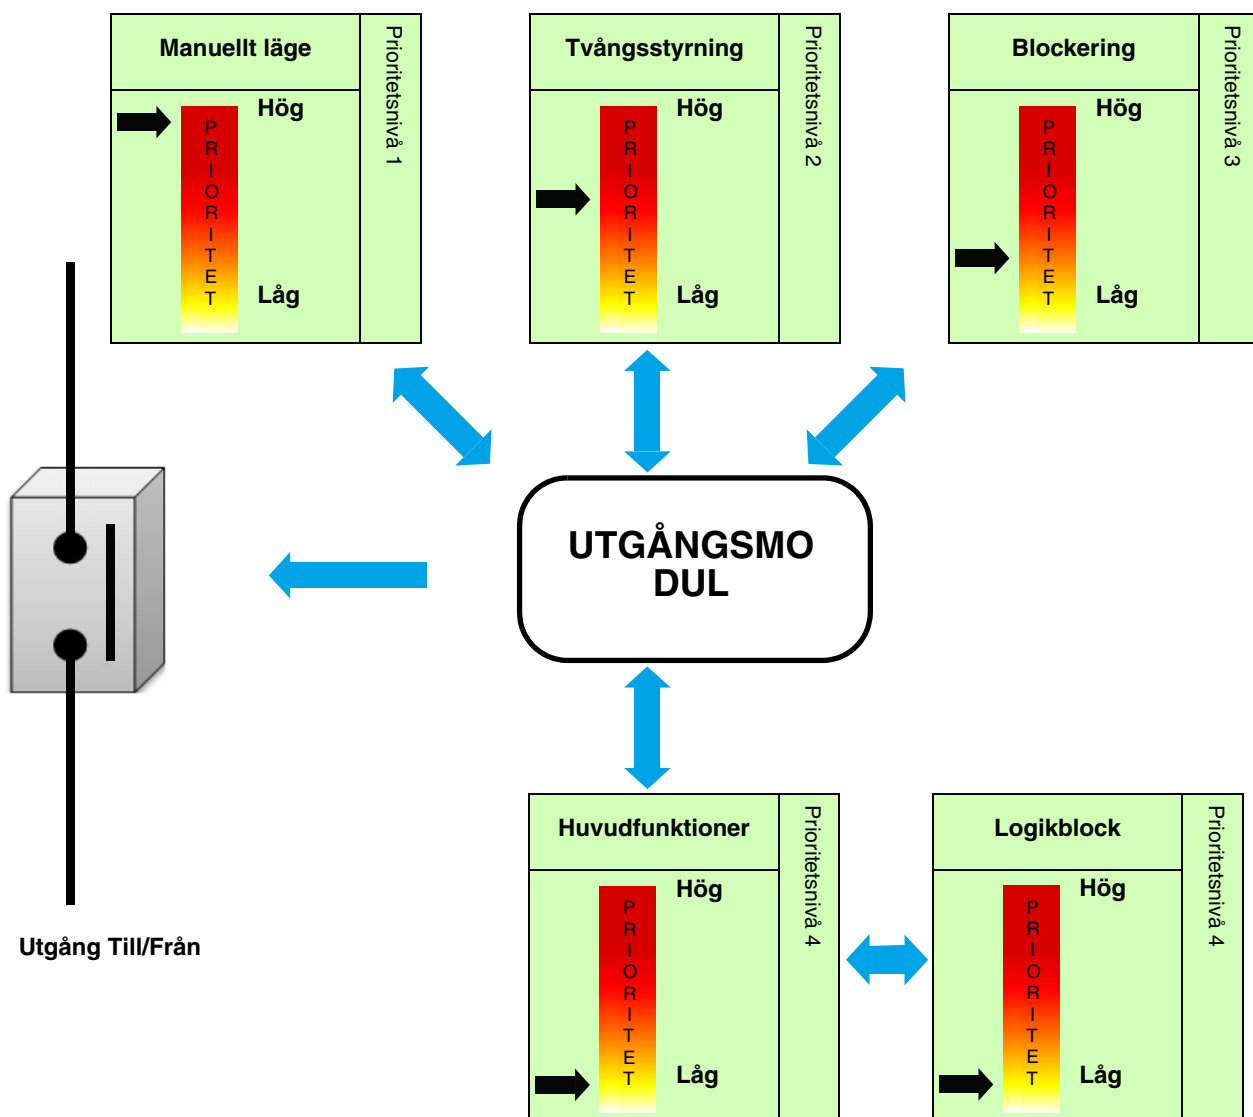 Manuellt läge
Prioritetsnivå 1
Hög
PRIORITET
Låg
Tvångsstyrning
Prioritetsnivå 2
Hög
PRIORITET
Låg
Blockering
Prioritetsnivå 3
Hög
PRIORITET
Låg
UTGÅNGSMO
DUL
Utgång Till/Från
Huvudfunktioner
Prioritetsnivå 4
Hög
PRIORITET
Låg
Logikblock
Prioritetsnivå 4
Hög
PRIORITET
Låg